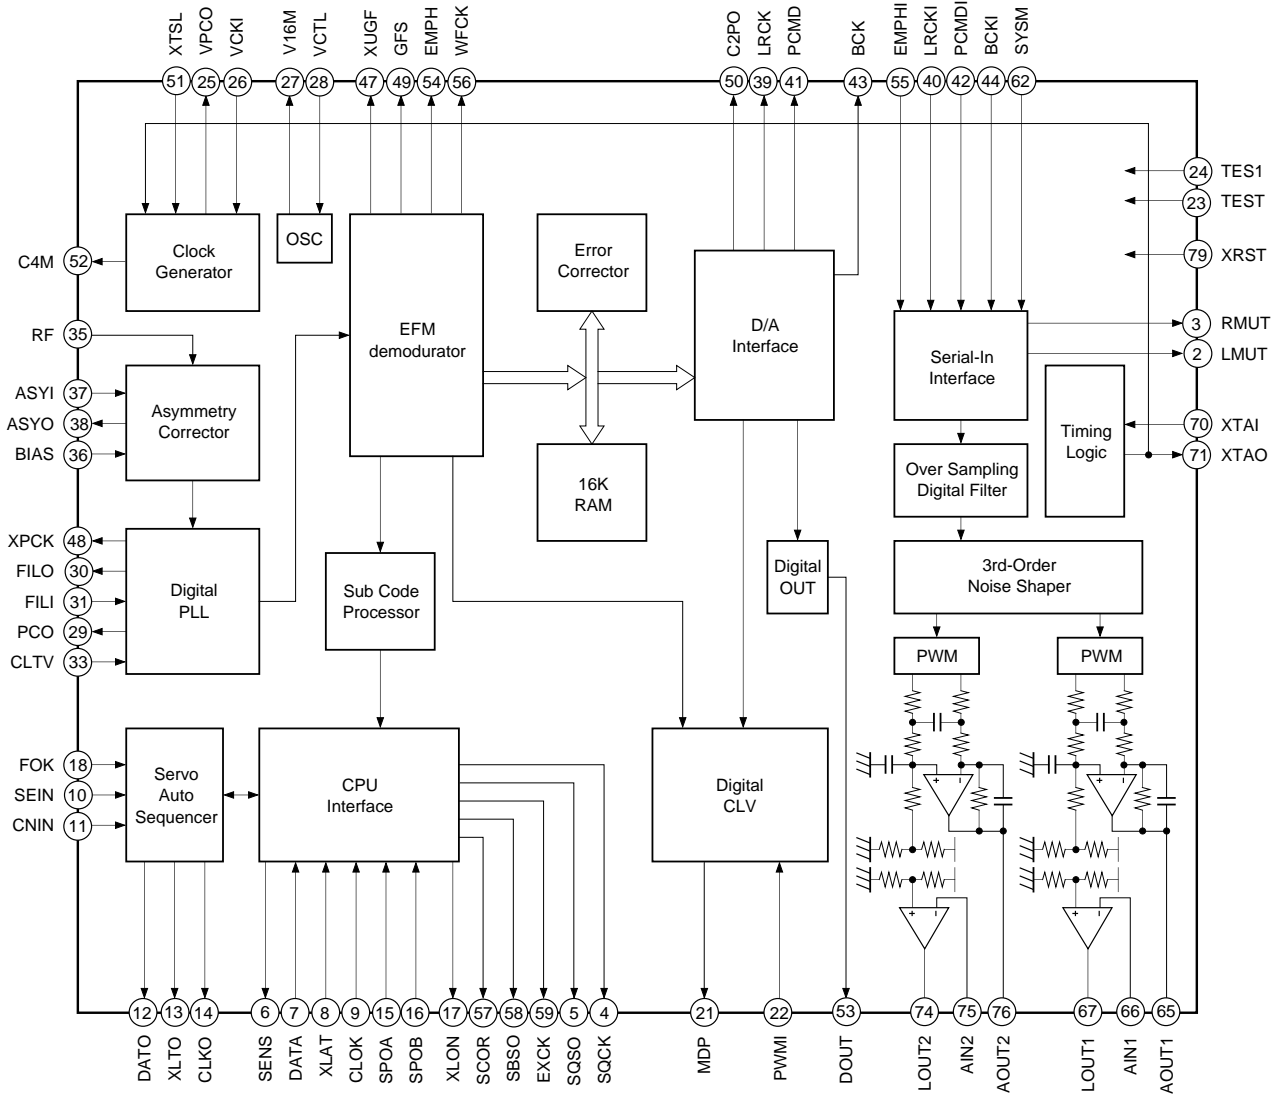 XTSL
VPCO
VCKI
V16M
VCTL
XUGF
GFS
EMPH
WFCK
C2PO
LRCK
PCMD
BCK
EMPHI
LRCKI
PCMDI
BCKI
SYSM
51
25
26
27
28
47
49
54
56
50
39
41
43
55
40
42
44
62
24 TES1
23 TEST
79 XRST
3 RMUT
2 LMUT
70 XTAI
71 XTAO
C4M 52
RF 35
ASYI 37
ASYO 38
BIAS 36
XPCK 48
FILO 30
FILI 31
PCO 29
CLTV 33
FOK 18
SEIN 10
CNIN 11
Clock
Generator
OSC
EFM
demodurator
Error
Corrector
D/A
Interface
Serial-In
Interface
Timing
Logic
Asymmetry
Corrector
16K
RAM
Over Sampling
Digital Filter
Digital
PLL
Sub Code
Processor
Digital
OUT
3rd-Order
Noise Shaper
PWM
PWM
Servo
Auto
Sequencer
CPU
Interface
Digital
CLV
+ −
+ −
+ −
+ −
12
13
14
6
7
8
9
15
16
17
57
58
59
5
4
21
22
53
74
75
76
67
66
65
DATO
XLTO
CLKO
SENS
DATA
XLAT
CLOK
SPOA
SPOB
XLON
SCOR
SBSO
EXCK
SQSO
SQCK
MDP
PWMI
DOUT
LOUT2
AIN2
AOUT2
LOUT1
AIN1
AOUT1